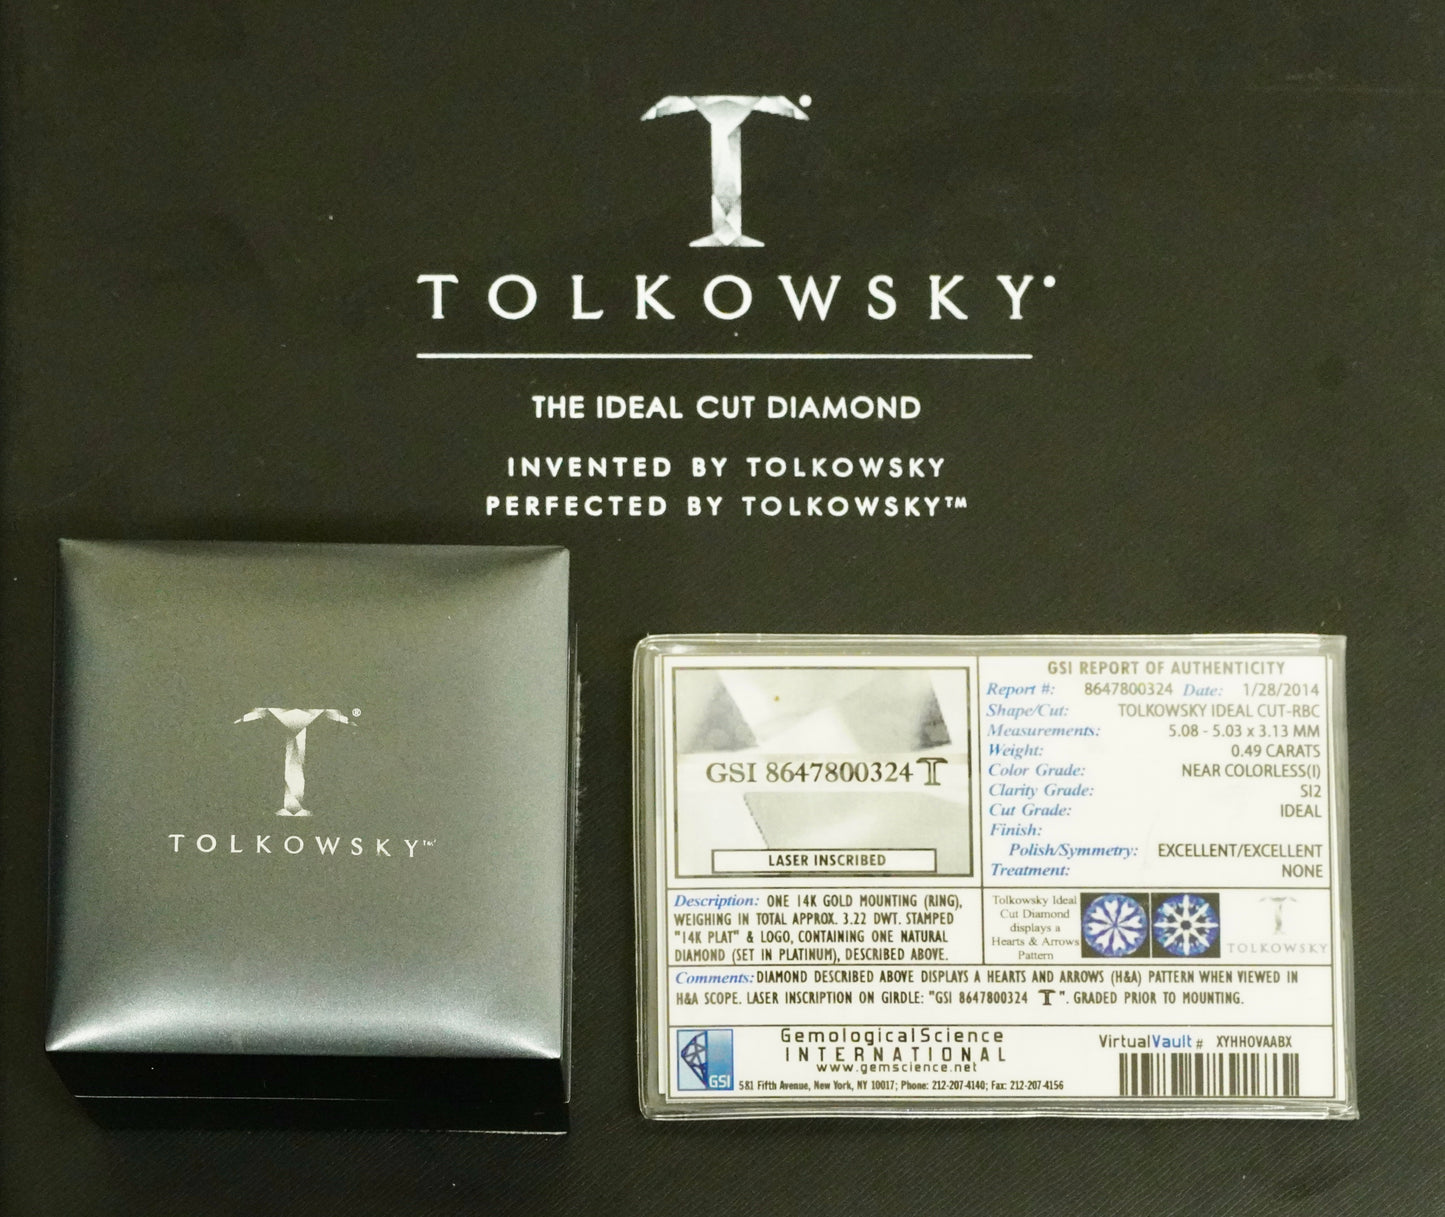 TOLKOWSKY
THE IDEAL CUT DIAMOND
INVENTED BY TOLKOWSKY
PERFECTED BY TOLKOWSKY™
T®
TOLKOWSKY™
GSI 8647800324 T
LASER INSCRIBED
GSI REPORT OF AUTHENTICITY
Report #: 8647800324 Date: 1/28/2014
Shape/Cut: TOLKOWSKY IDEAL CUT-RBC
Measurements: 5.08 - 5.03 x 3.13 MM
Weight: 0.49 CARATS
Color Grade: NEAR COLORLESS(I)
Clarity Grade: SI2
Cut Grade: IDEAL
Finish:
Polish/Symmetry: EXCELLENT/EXCELLENT
Treatment: NONE
Description: ONE 14K GOLD MOUNTING (RING),
WEIGHING IN TOTAL APPROX. 3.22 DWT. STAMPED
"14K PLAT" & LOGO, CONTAINING ONE NATURAL
DIAMOND (SET IN PLATINUM), DESCRIBED ABOVE.
Tolkowsky Ideal
Cut Diamond
displays a
Hearts & Arrows
Pattern
T
TOLKOWSKY
Comments: DIAMOND DESCRIBED ABOVE DISPLAYS A HEARTS AND ARROWS (H&A) PATTERN WHEN VIEWED IN
H&A SCOPE. LASER INSCRIPTION ON GIRDLE: "GSI 8647800324 T ". GRADED PRIOR TO MOUNTING.
GSI
GemologicalScience
INTERNATIONAL
www.gemscience.net
581 Fifth Avenue, New York, NY 10017; Phone: 212-207-4140; Fax: 212-207-4156
VirtualVault # XYHHOVAABX